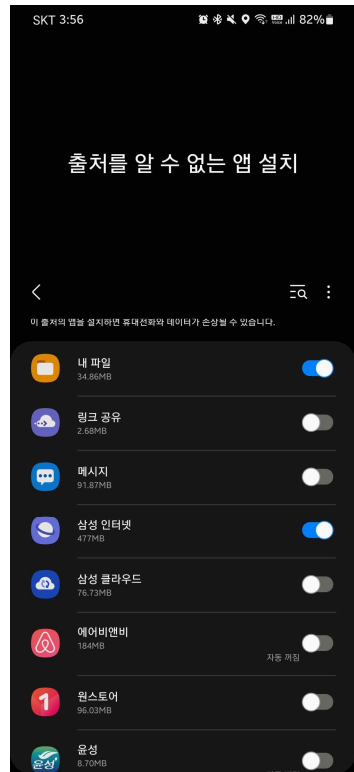 SKT 3:56 82%
출처를 알 수 없는 앱 설치
이 출처의 앱을 설치하면 휴대전화와 데이터가 손상될 수 있습니다.
내 파일
34.86MB
링크 공유
2.68MB
메시지
91.87MB
삼성 인터넷
477MB
삼성 클라우드
76.73MB
에어비앤비
184MB
자동 꺼짐
1
원스토어
96.03MB
윤성
윤성
8.70MB